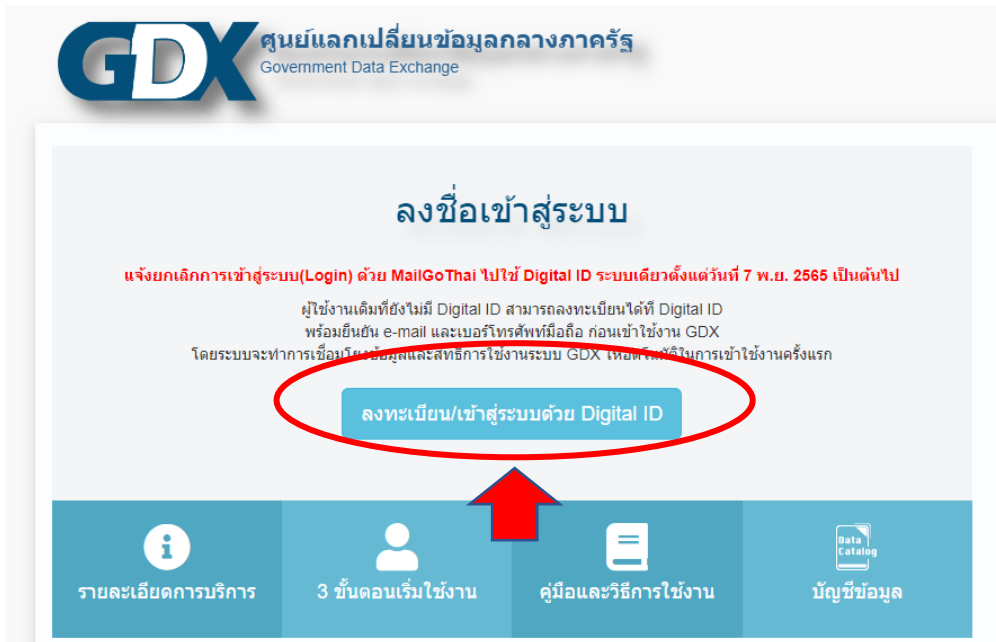 GDX
ศูนย์แลกเปลี่ยนข้อมูลกลางภาครัฐ
Government Data Exchange
ลงชื่อเข้าสู่ระบบ
แจ้งยกเลิกการเข้าสู่ระบบ(Login) ด้วย MailGoThai ไปใช้ Digital ID ระบบเดียวตั้งแต่วันที่ 7 พ.ย. 2565 เป็นต้นไป
ผู้ใช้งานเดิมที่ยังไม่มี Digital ID สามารถลงทะเบียนได้ที่ Digital ID
พร้อมยืนยัน e-mail และเบอร์โทรศัพท์มือถือ ก่อนเข้าใช้งาน GDX
โดยระบบจะทำการเชื่อมโยงข้อมูลและสิทธิการใช้งานระบบ GDX ให้อัตโนมัติในการเข้าใช้งานครั้งแรก
ลงทะเบียน/เข้าสู่ระบบด้วย Digital ID
Data
Catalog
รายละเอียดการบริการ
3 ขั้นตอนเริ่มใช้งาน
คู่มือและวิธีการใช้งาน
บัญชีข้อมูล